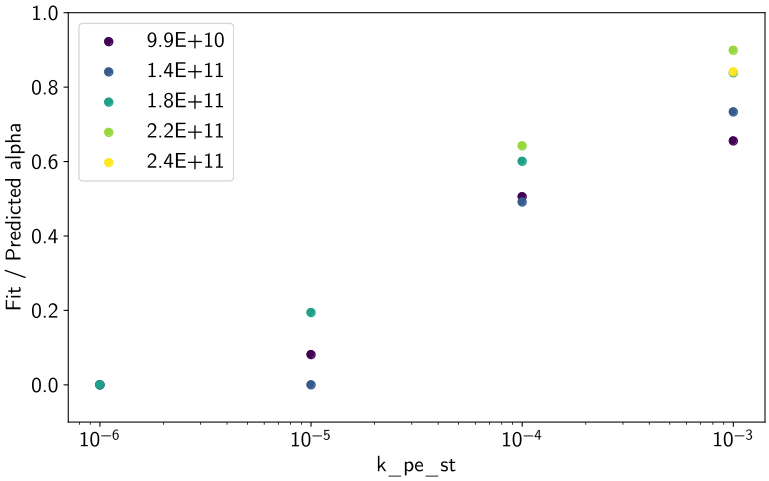 1.0
0.8
0.6
0.4
0.2
0.0
Fit / Predicted alpha
9.9E+10
1.4E+11
1.8E+11
2.2E+11
2.4E+11
10⁻⁶
10⁻⁵
10⁻⁴
10⁻³
k_pe_st